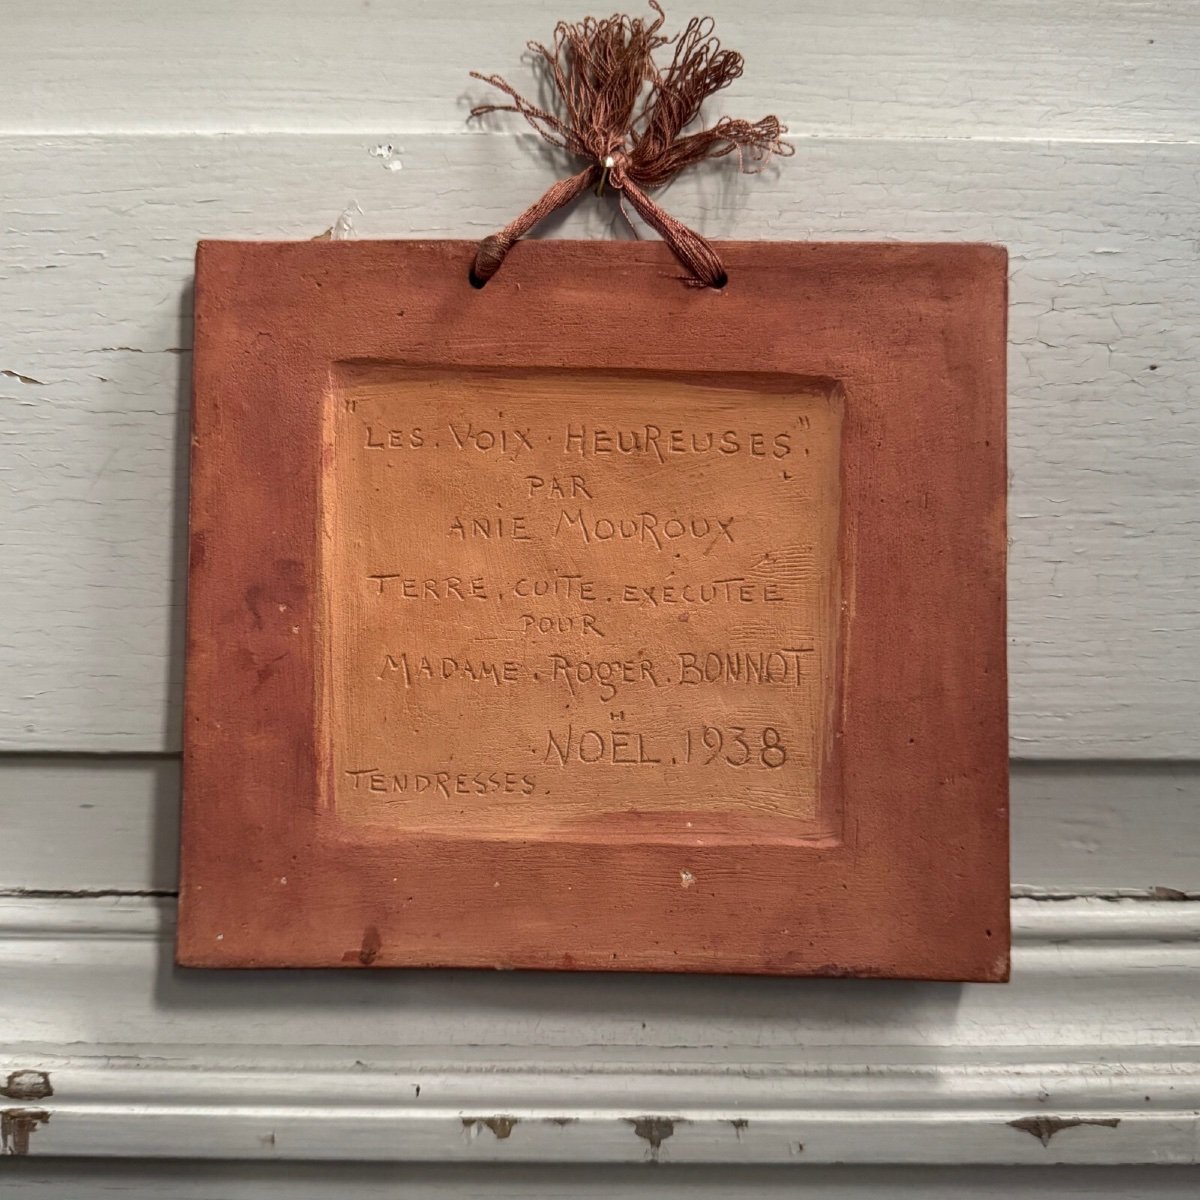 "LES. VOIX. HEUREUSES."
PAR
ANIE MOUROUX
TERRE. CUITE. EXÉCUTÉE
POUR
MADAME. ROGER. BONNOT
NOËL. 1938
TENDRESSES.